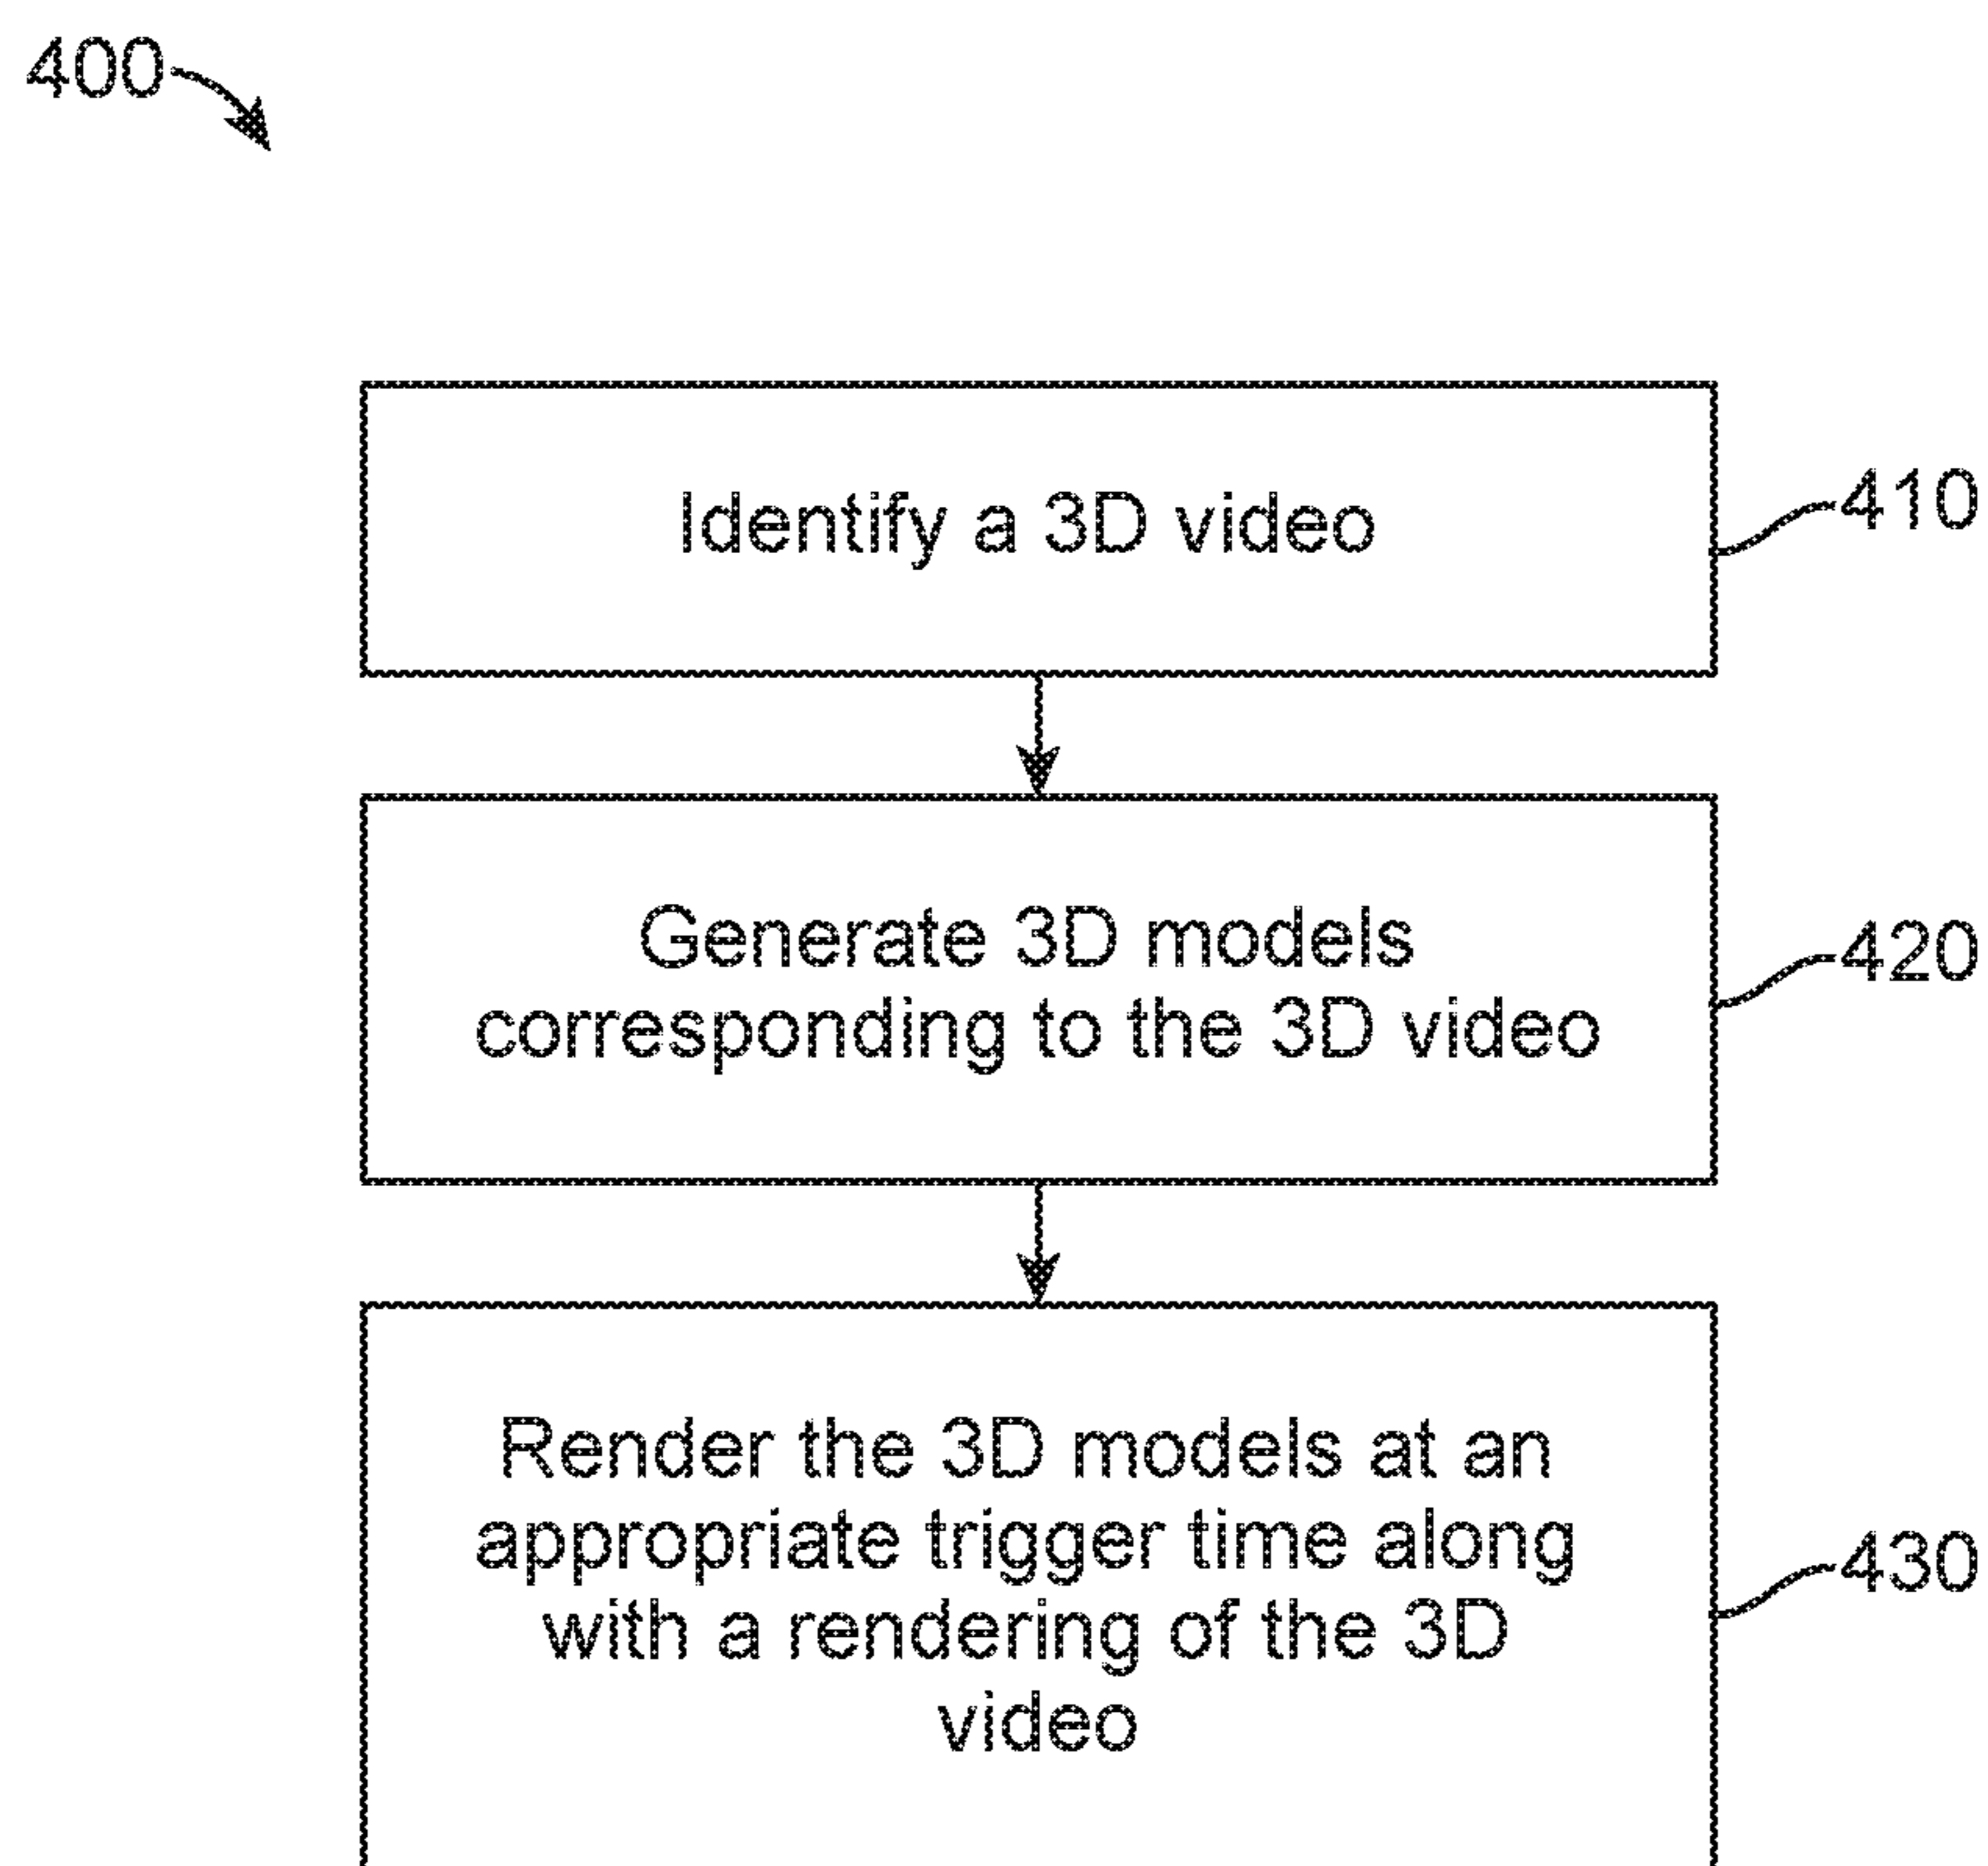 400
Identify a 3D video
410
Generate 3D models
corresponding to the 3D video
420
Render the 3D models at an
appropriate trigger time along
with a rendering of the 3D
video
430